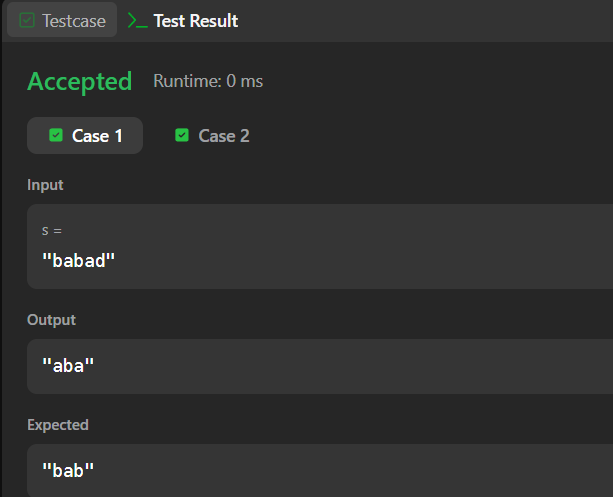 Testcase Test Result
Accepted Runtime: 0 ms
Case 1 Case 2
Input
s =
"babad"
Output
"aba"
Expected
"bab"